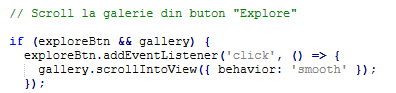 // Scroll la galerie din buton "Explore"
if (exploreBtn && gallery) {
  exploreBtn.addEventListener('click', () => {
    gallery.scrollIntoView({ behavior: 'smooth' });
  });